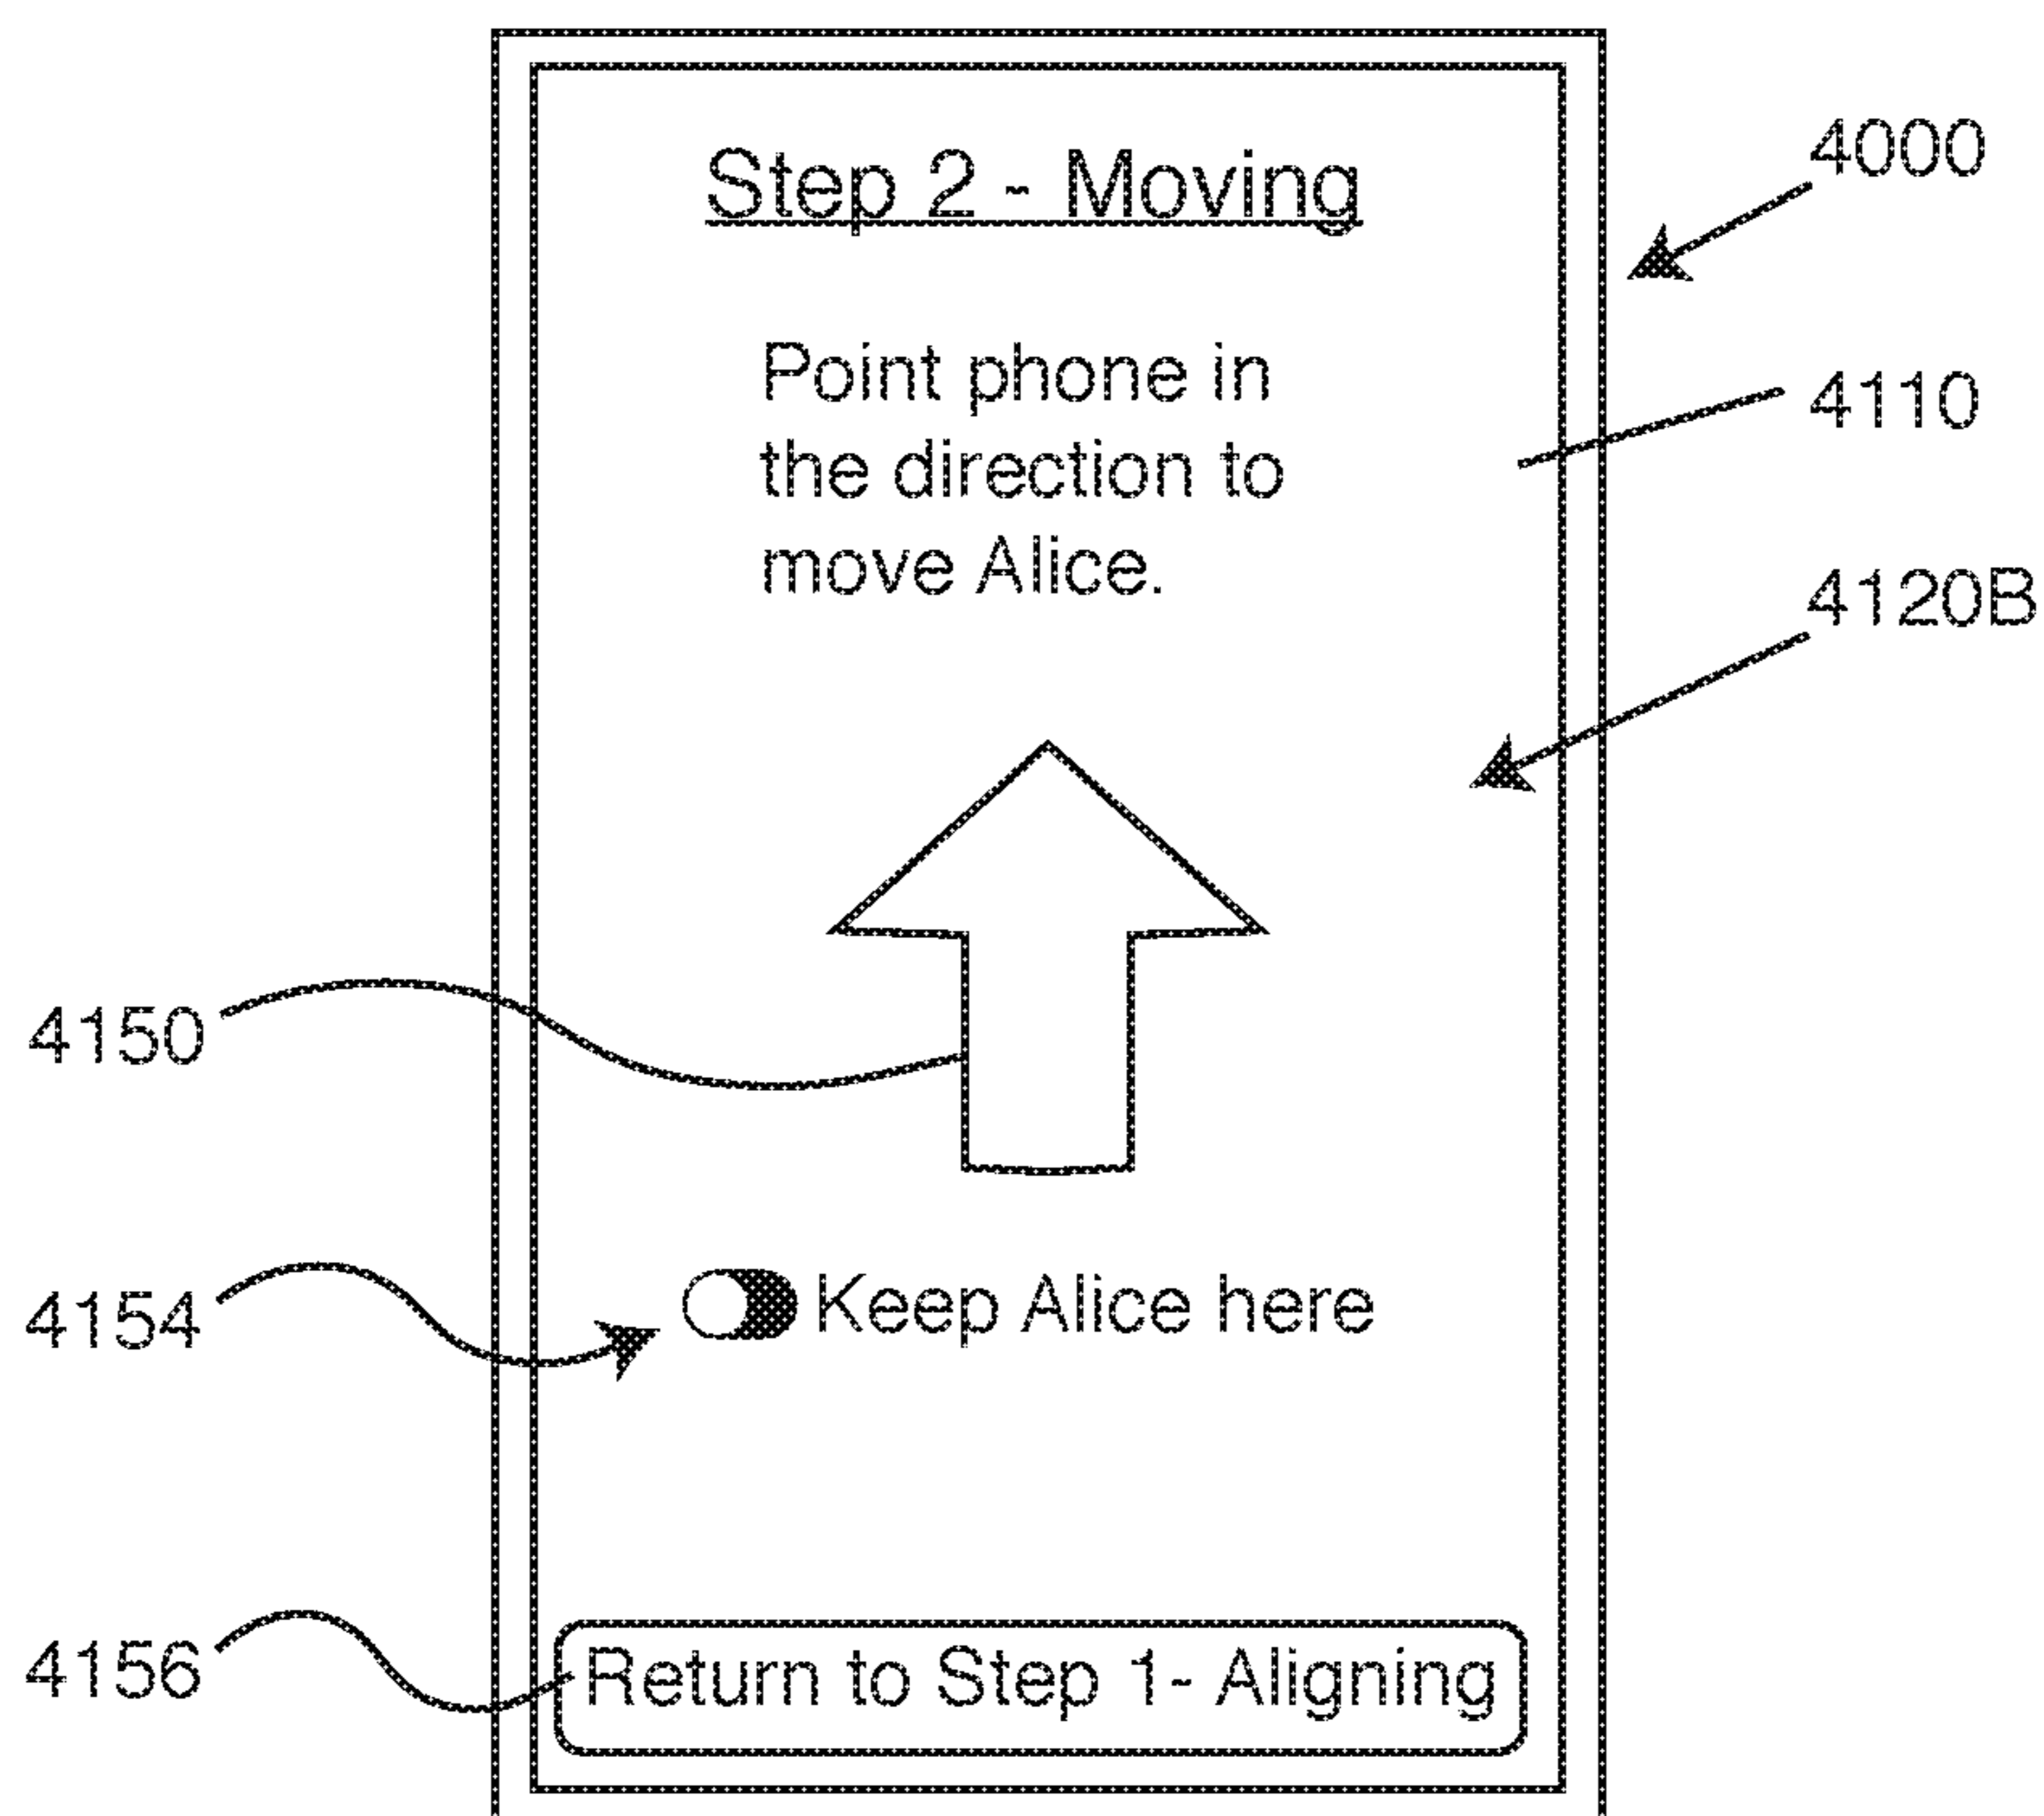 Step 2 - Moving
4000
Point phone in
4110
the direction to
move Alice.
4120B
4150
4154
Keep Alice here
4156
Return to Step 1- Aligning